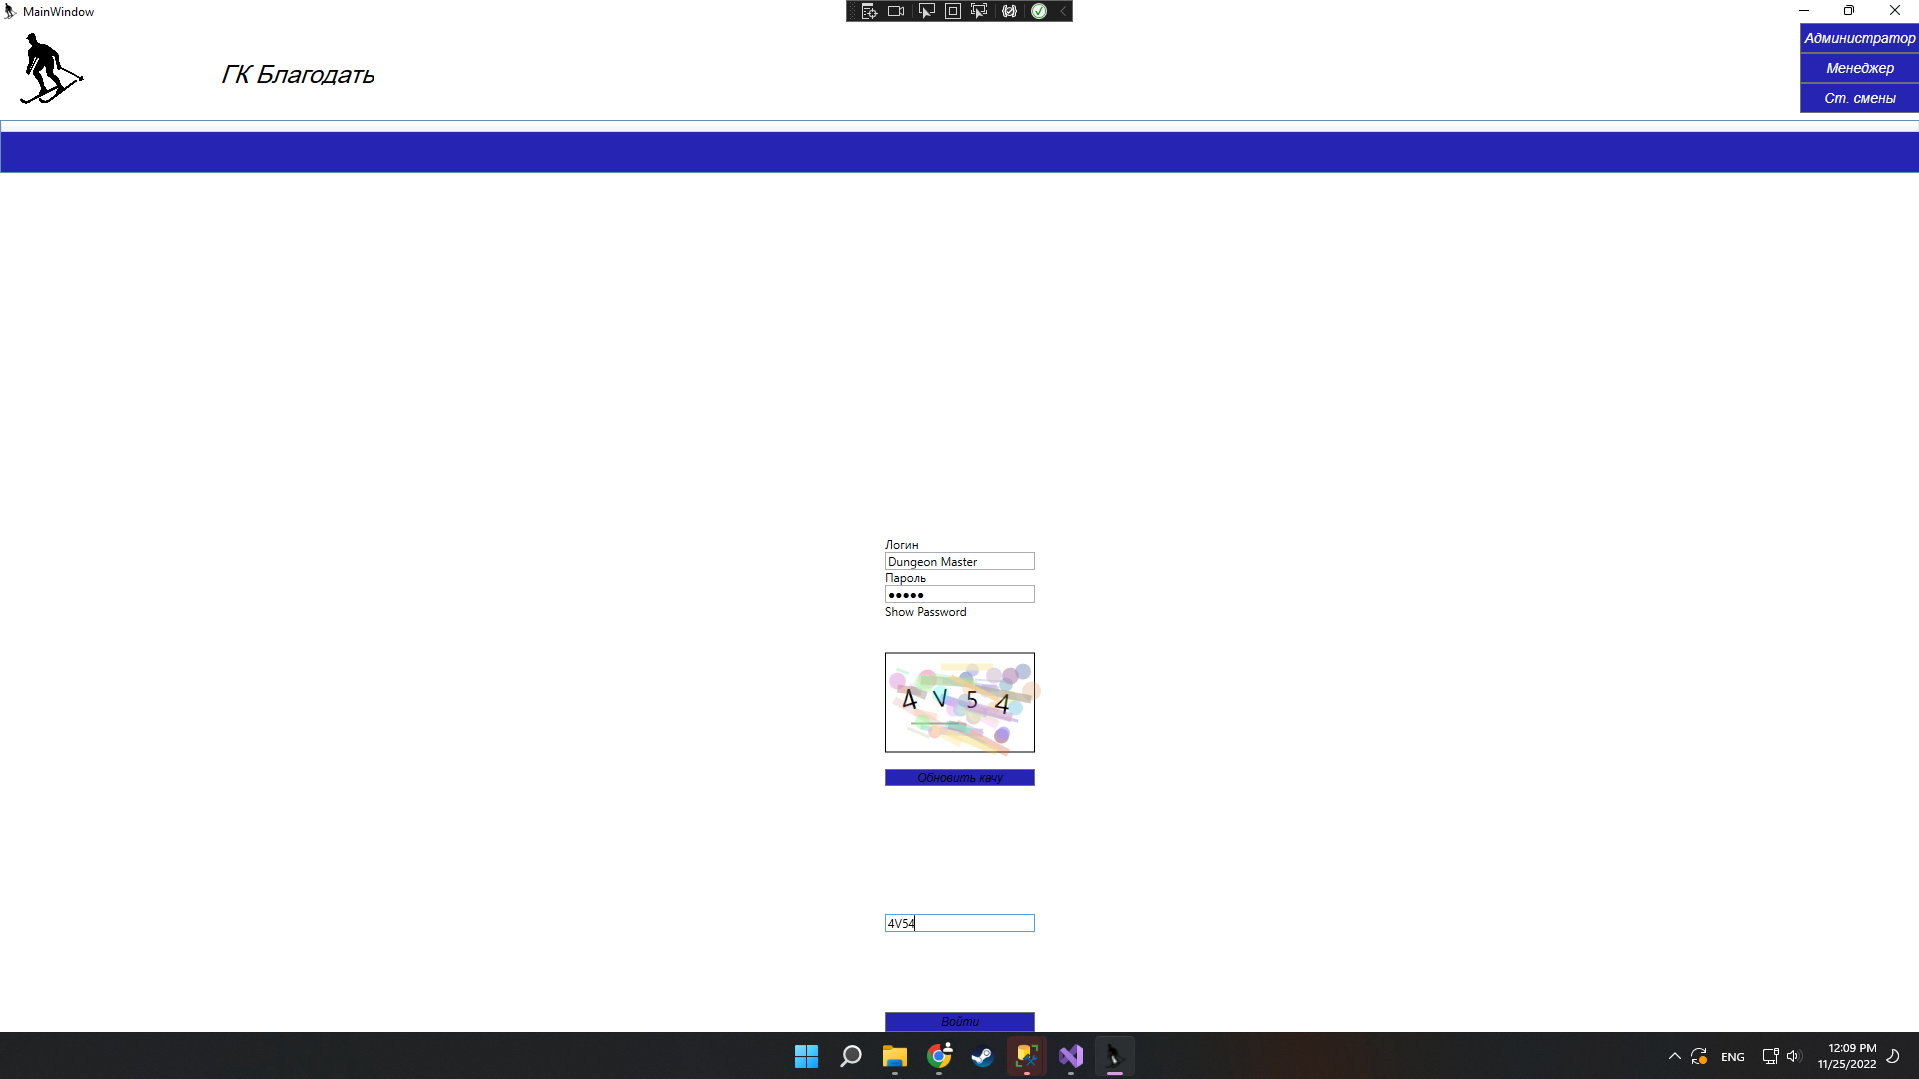 MainWindow
Администратор
ГК Благодать
Менеджер
Ст. смены
Логин
Dungeon Master
Пароль
●●●●●
Show Password
4 V 5 4
Обновить качу
4V54
Войти
ENG
12:09 PM
11/25/2022